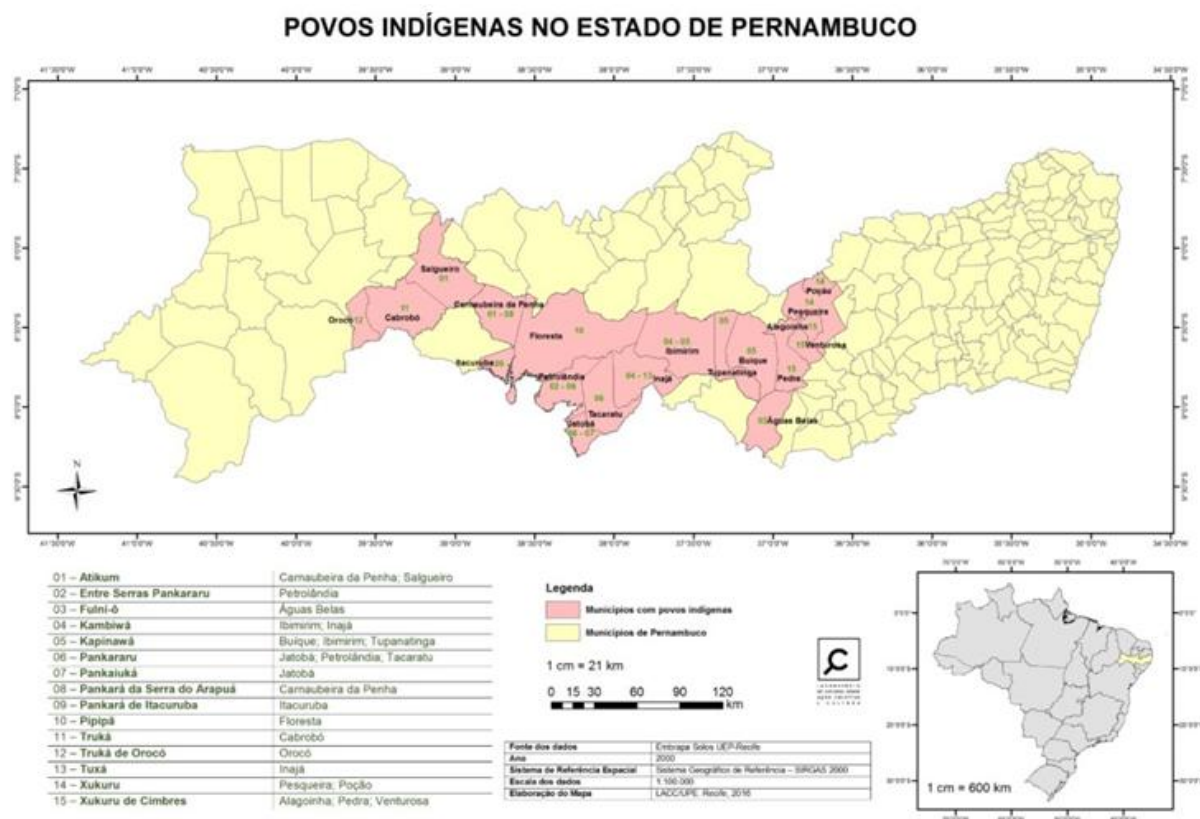 POVOS INDÍGENAS NO ESTADO DE PERNAMBUCO
Salgueiro
01
Carnaubeira da Penha
01 - 08
Orocó 12
11
Cabrobó
Floresta
10
04 - 05
Ibimirim
05
05
Buíque
Tupanatinga
14
Poção
14
Pesqueira
Alagoinha 15
15 Venturosa
15
Pedra
Itacuruba 09
Petrolândia
02 - 06
04 - 13
Inajá
06
Tacaratu
Jatobá
06 - 07
03 Águas Belas
N
01 – Atikum Carnaubeira da Penha; Salgueiro
02 – Entre Serras Pankararu Petrolândia
03 – Fulni-ô Águas Belas
04 – Kambiwá Ibimirim; Inajá
05 – Kapinawá Buíque; Ibimirim; Tupanatinga
06 – Pankararu Jatobá; Petrolândia; Tacaratu
07 – Pankaiuká Jatobá
08 – Pankará da Serra do Arapuá Carnaubeira da Penha
09 – Pankará de Itacuruba Itacuruba
10 – Pipipã Floresta
11 – Truká Cabrobó
12 – Truká de Orocó Orocó
13 – Tuxá Inajá
14 – Xukuru Pesqueira; Poção
15 – Xukuru de Cimbres Alagoinha; Pedra; Venturosa
Legenda
Municípios com povos indígenas
Municípios de Pernambuco
1 cm = 21 km
0 15 30 60 90 120
km
Fonte dos dados Embrapa Solos UEP-Recife
Ano 2000
Sistema de Referência Espacial Sistema Geográfico de Referência – SIRGAS 2000
Escala dos dados 1:100.000
Elaboração do Mapa LACC/UPE. Recife, 2016
1 cm = 600 km